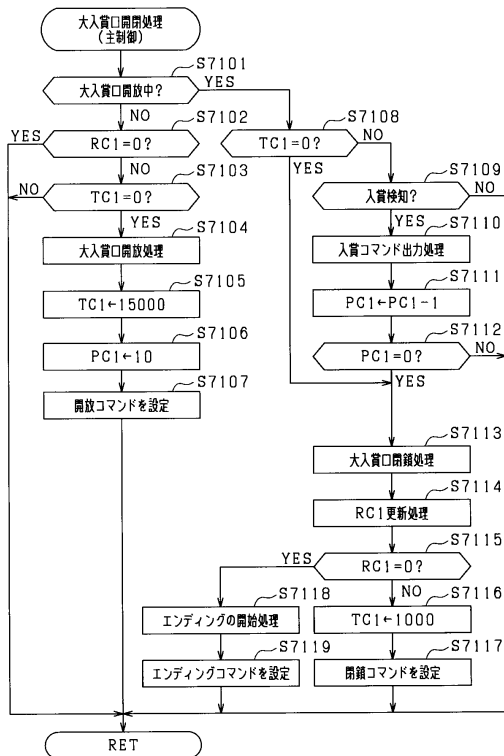 大入賞口開閉処理
(主制御)
S7101
大入賞口開放中?
YES
NO
S7102
RC1=0?
YES
NO
S7103
TC1=0?
NO
YES
S7104
大入賞口開放処理
S7105
TC1←15000
S7106
PC1←10
S7107
開放コマンドを設定
S7108
TC1=0?
NO
YES
S7109
入賞検知?
NO
YES
S7110
入賞コマンド出力処理
S7111
PC1←PC1-1
S7112
PC1=0?
NO
YES
S7113
大入賞口閉鎖処理
S7114
RC1更新処理
S7115
RC1=0?
YES
NO
S7116
TC1←1000
S7117
閉鎖コマンドを設定
S7118
エンディングの開始処理
S7119
エンディングコマンドを設定
RET